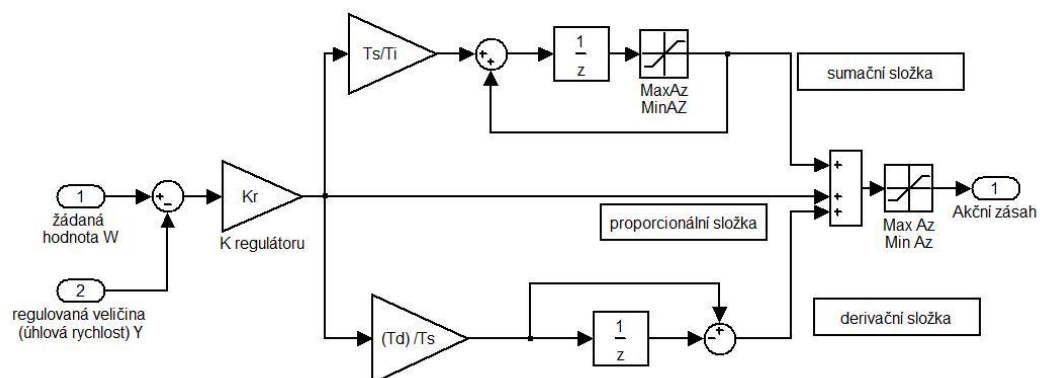 Ts/Ti
+
+
1
z
MaxAz
MinAZ
sumační složka
1
žádaná
hodnota W
+
−
Kr
K regulátoru
proporcionální složka
+
+
+
Max Az
Min Az
1
Akční zásah
2
regulovaná veličina
(úhlová rychlost) Y
(Td) /Ts
1
z
+
−
derivační složka